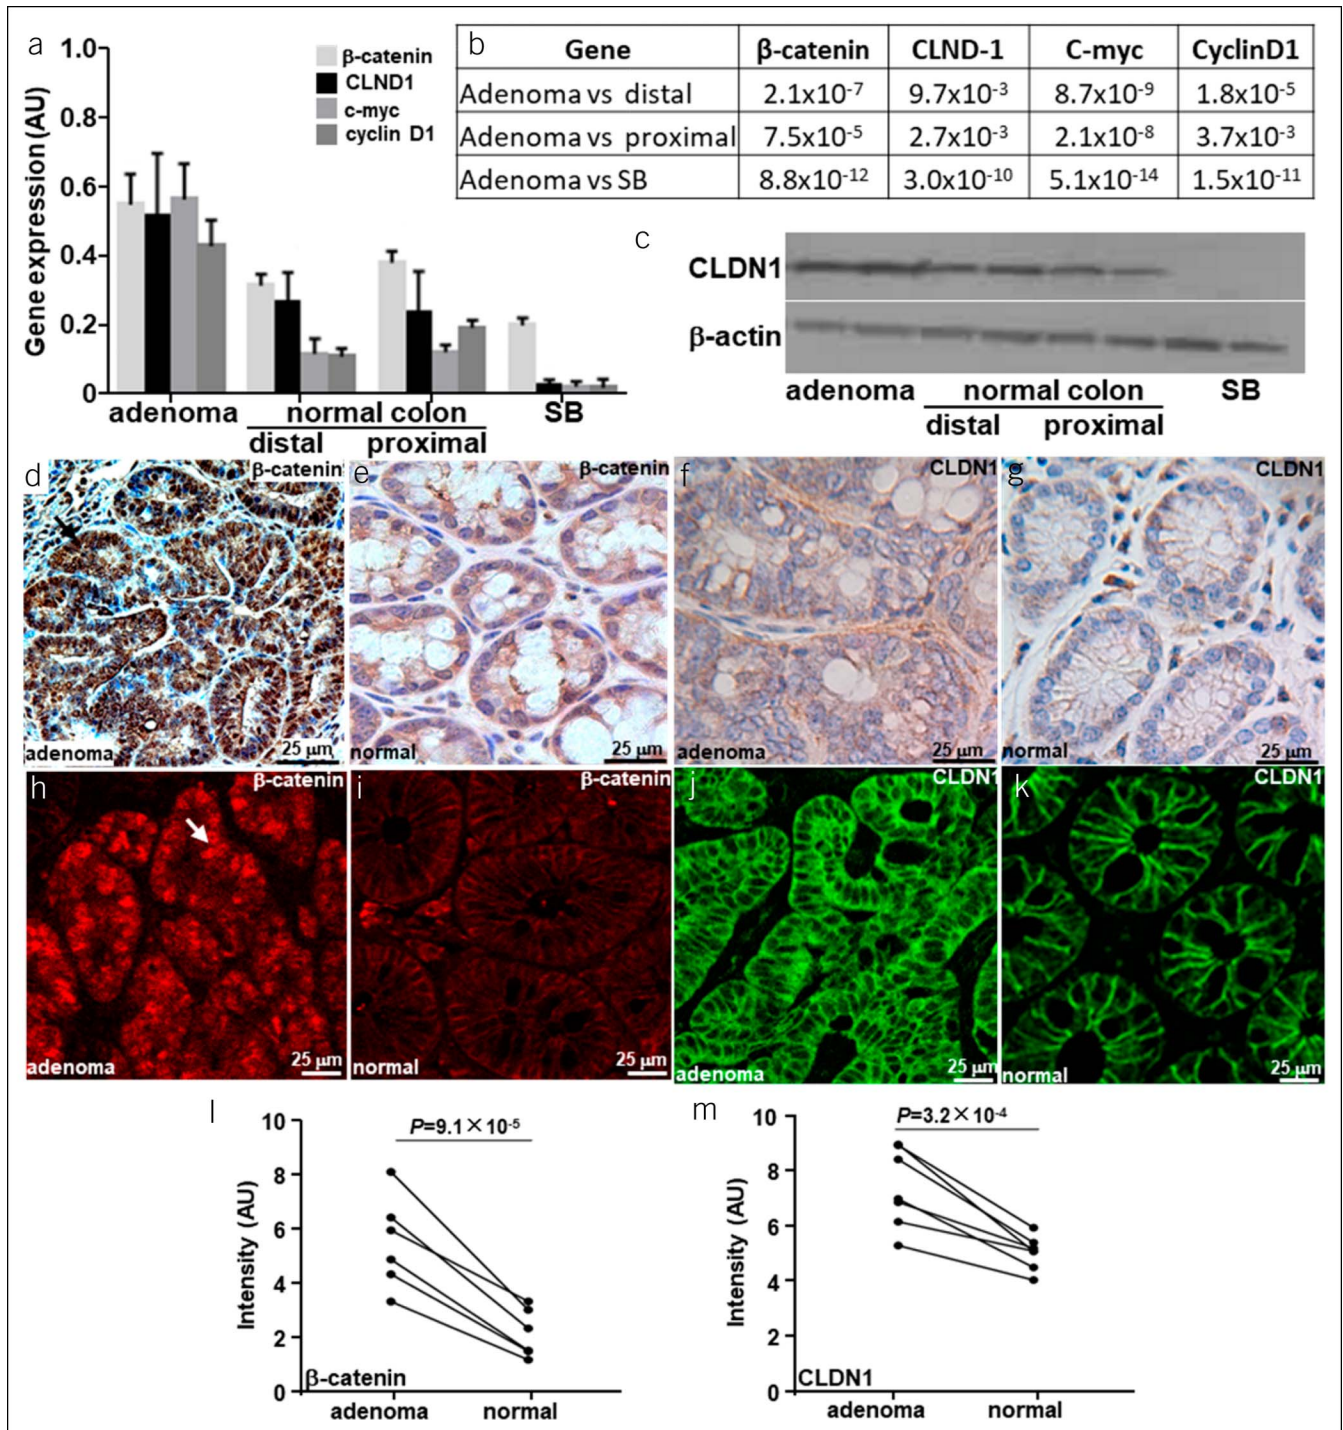 a
1.0
0.8
0.6
0.4
0.2
0
Gene expression (AU)
β-catenin
CLND1
c-myc
cyclin D1
adenoma
normal colon
SB
distal
proximal
b
Gene β-catenin CLND-1 C-myc CyclinD1
Adenoma vs distal 2.1x10⁻⁷ 9.7x10⁻³ 8.7x10⁻⁹ 1.8x10⁻⁵
Adenoma vs proximal 7.5x10⁻⁵ 2.7x10⁻³ 2.1x10⁻⁸ 3.7x10⁻³
Adenoma vs SB 8.8x10⁻¹² 3.0x10⁻¹⁰ 5.1x10⁻¹⁴ 1.5x10⁻¹¹
c
CLDN1
β-actin
adenoma
normal colon
SB
distal
proximal
d
β-catenin
adenoma
25 μm
e
β-catenin
normal
25 μm
f
CLDN1
adenoma
25 μm
g
CLDN1
normal
25 μm
h
β-catenin
adenoma
25 μm
i
β-catenin
normal
25 μm
j
CLDN1
adenoma
25 μm
k
CLDN1
normal
25 μm
l
10
8
6
4
2
0
Intensity (AU)
P=9.1×10⁻⁵
β-catenin
adenoma
normal
m
10
8
6
4
2
0
Intensity (AU)
P=3.2×10⁻⁴
CLDN1
adenoma
normal